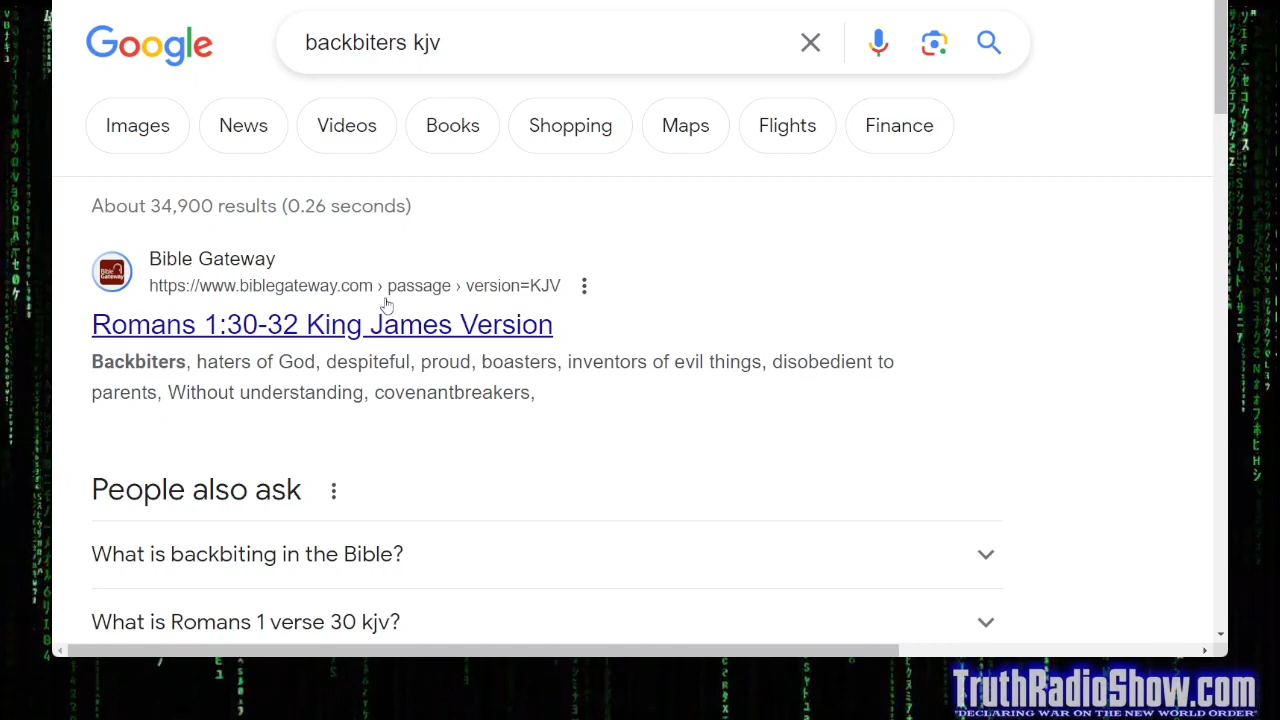 Google
backbiters kjv
Images
News
Videos
Books
Shopping
Maps
Flights
Finance
About 34,900 results (0.26 seconds)
Bible Gateway
https://www.biblegateway.com › passage › version=KJV
Romans 1:30-32 King James Version
Backbiters, haters of God, despiteful, proud, boasters, inventors of evil things, disobedient to
parents, Without understanding, covenantbreakers,
People also ask
What is backbiting in the Bible?
What is Romans 1 verse 30 kjv?
TruthRadioShow.com
"DECLARING WAR ON THE NEW WORLD ORDER"